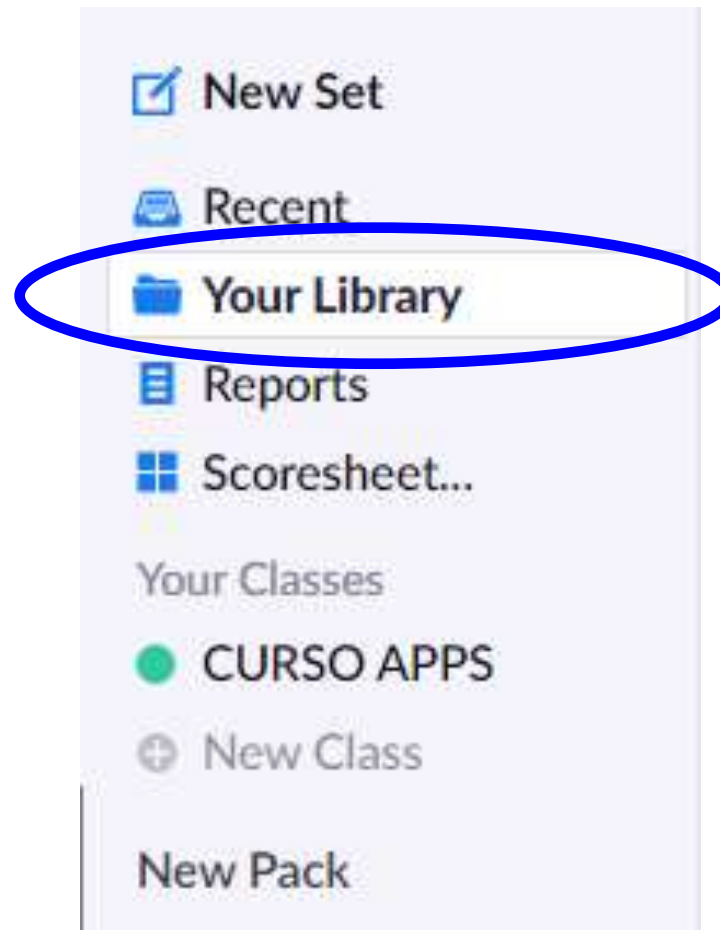 New Set
Recent
Your Library
Reports
Scoresheet...
Your Classes
CURSO APPS
New Class
New Pack